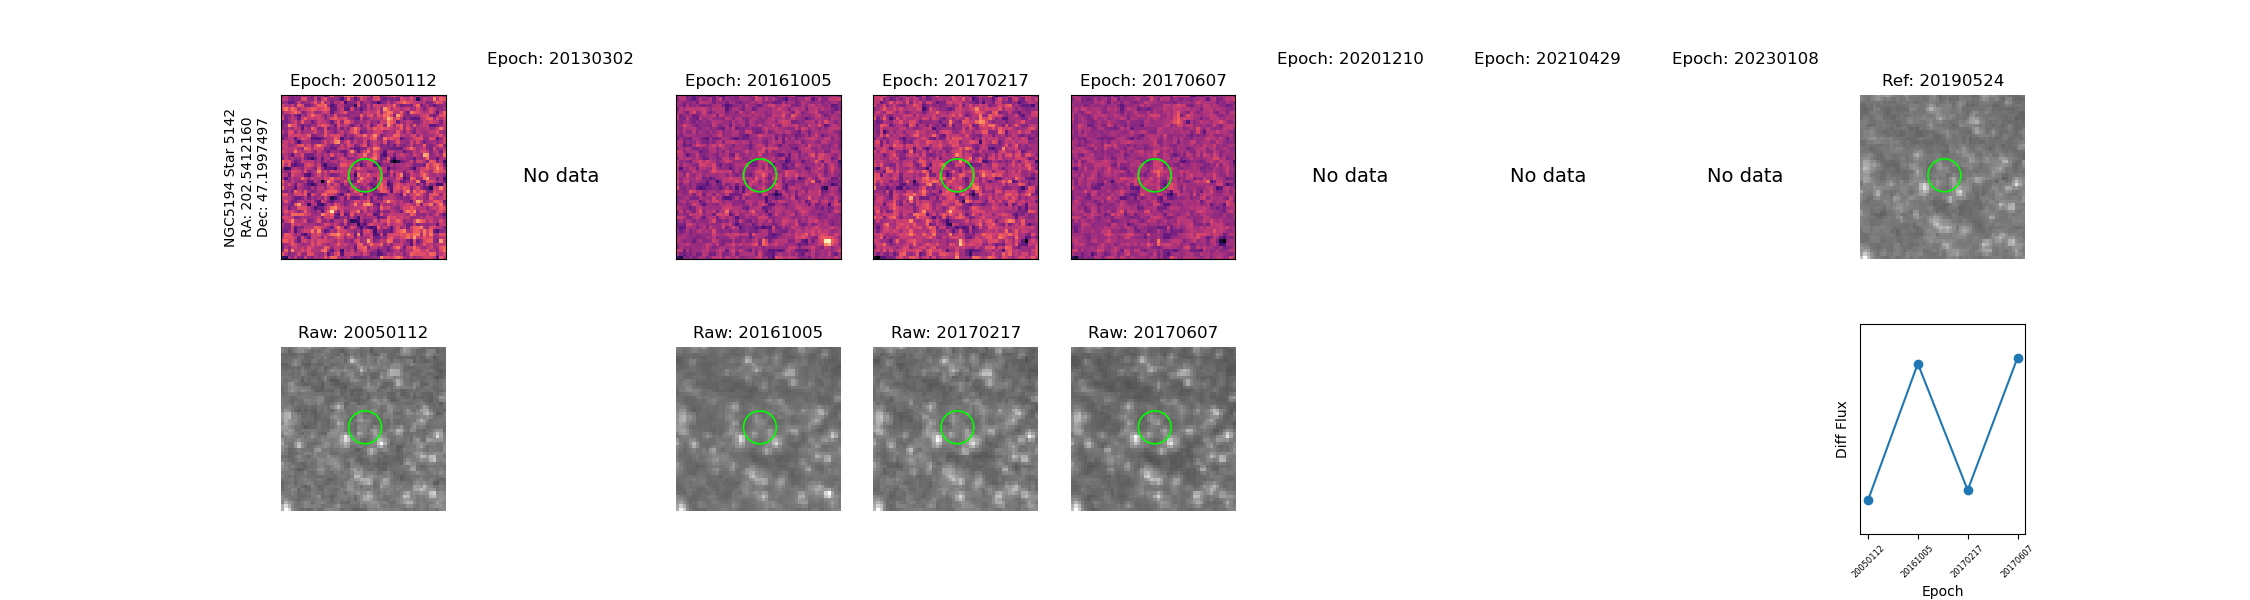 Epoch: 20130302
Epoch: 20201210
Epoch: 20210429
Epoch: 20230108
Epoch: 20050112
Epoch: 20161005
Epoch: 20170217
Epoch: 20170607
Ref: 20190524
NGC5194 Star 5142
RA: 202.5412160
Dec: 47.1997497
No data
No data
No data
No data
Raw: 20050112
Raw: 20161005
Raw: 20170217
Raw: 20170607
Diff Flux
20050112
20161005
20170217
20170607
Epoch